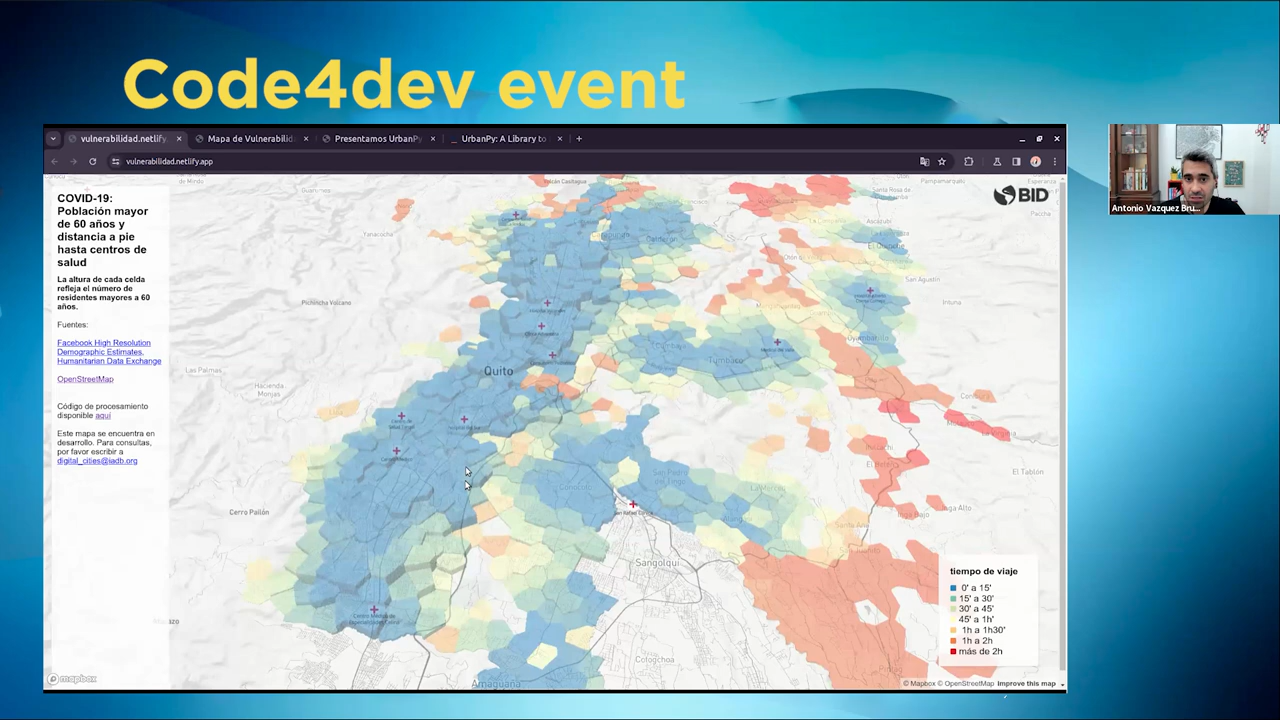 Code4dev event
vulnerabilidad.netlify.
Mapa de Vulnerabilid
Presentamos UrbanPy
UrbanPy: A Library to
vulnerabilidad.netlify.app
COVID-19:
Población mayor
de 60 años y
distancia a pie
hasta centros de
salud
La altura de cada celda
refleja el número de
residentes mayores a 60
años.
Fuentes:
Facebook High Resolution
Demographic Estimates,
Humanitarian Data Exchange
OpenStreetMap
Código de procesamiento
disponible aquí
Este mapa se encuentra en
desarrollo. Para consultas,
por favor escribir a
digital_cities@iadb.org
mapbox
BID
Yanacocha
Pichincha Volcano
Las Palmas
Hacienda
Monjas
Quito
Cerro Pailón
Tumbaco
San Agustín
Intuna
El Tablón
Sangolquí
Cotogchoa
Amaguaña
tiempo de viaje
0' a 15'
15' a 30'
30' a 45'
45' a 1h'
1h a 1h30'
1h a 2h
más de 2h
© Mapbox © OpenStreetMap Improve this map
Antonio Vazquez Bru...